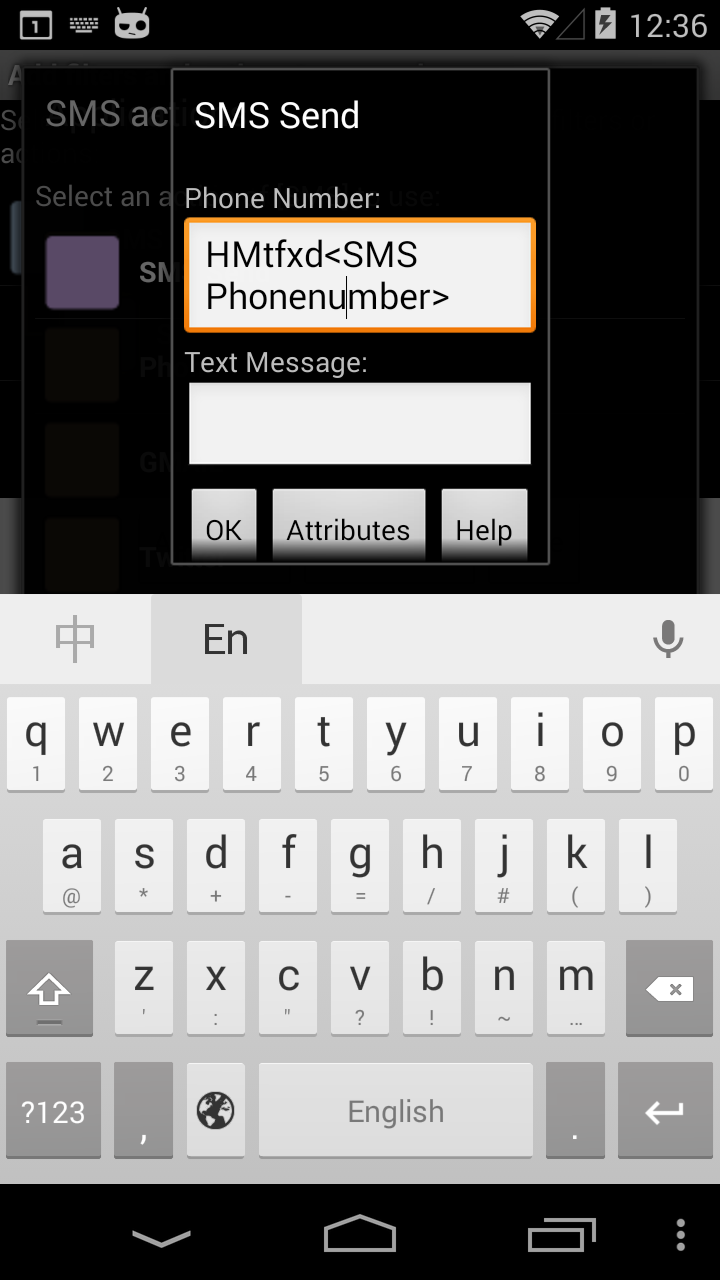 1
12:36
SMS act
SMS Send
Select an a
use:
Phone Number:
HMtfxd<SMS
Phonenumber>
SM
Text Message:
Ph
GM
Tw
OK
Attributes
Help
中
En
q w e r t y u i o p
1 2 3 4 5 6 7 8 9 0
a s d f g h j k l
@ * + - = / # ( )
z x c v b n m
' : " ? ! ~ ...
?123
,
English
.